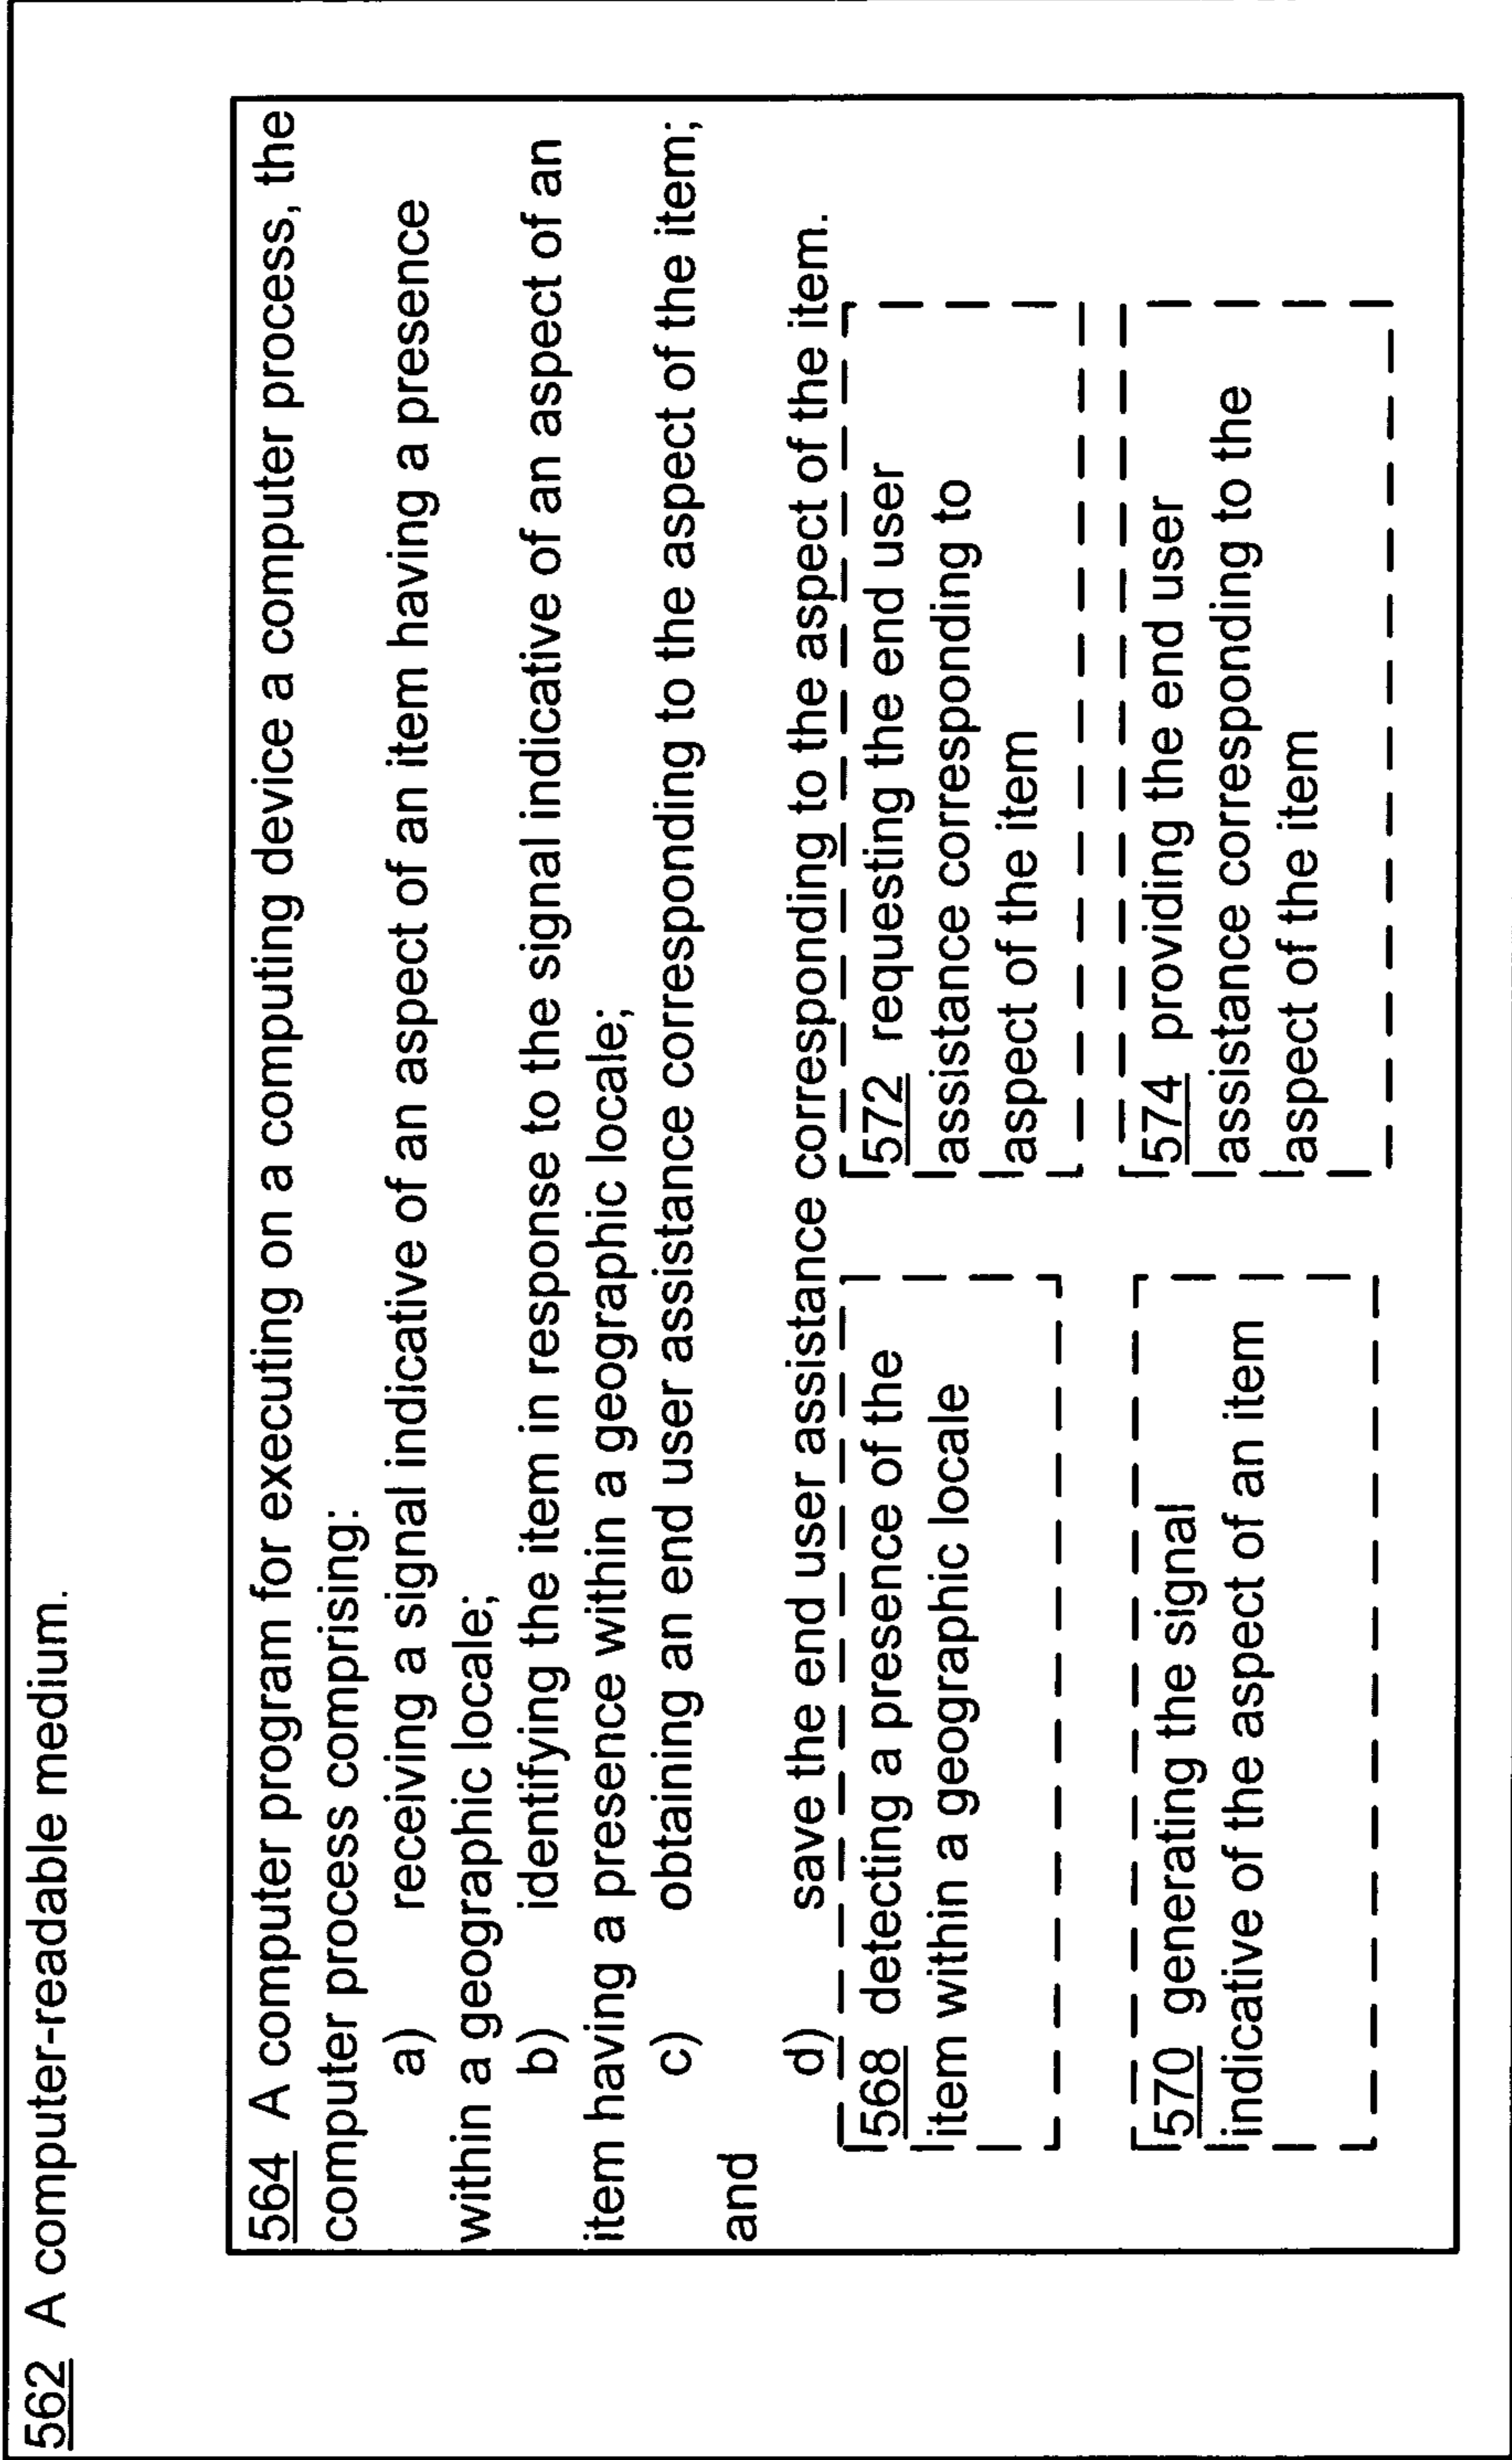 562 A computer-readable medium.
564 A computer program for executing on a computing device a computer process, the
computer process comprising:
a) receiving a signal indicative of an aspect of an item having a presence
within a geographic locale;
b) identifying the item in response to the signal indicative of an aspect of an
item having a presence within a geographic locale;
c) obtaining an end user assistance corresponding to the aspect of the item;
and
d) save the end user assistance corresponding to the aspect of the item.
568 detecting a presence of the
item within a geographic locale
570 generating the signal
indicative of the aspect of an item
572 requesting the end user
assistance corresponding to
aspect of the item
574 providing the end user
assistance corresponding to the
aspect of the item